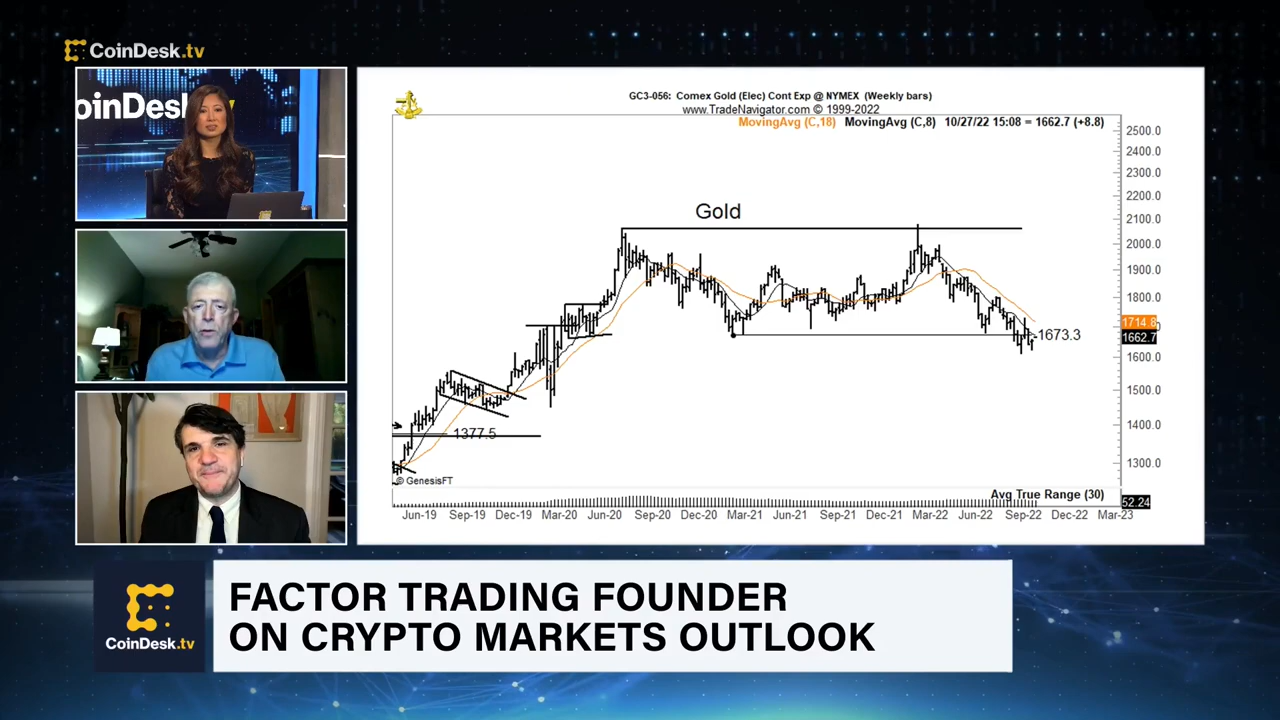 CoinDesk.tv
oinDesk.tv
GC3-056: Comex Gold (Elec) Cont Exp @ NYMEX (Weekly bars)
www.TradeNavigator.com © 1999-2022
MovingAvg (C,18) MovingAvg (C,8) 10/27/22 15:08 = 1662.7 (+8.8)
Gold
2500.0
2400.0
2300.0
2200.0
2100.0
2000.0
1900.0
1800.0
1714.8
1673.3
1662.7
1600.0
1500.0
1400.0
1377.5
1300.0
© GenesisFT
Avg True Range (30)
52.24
Jun-19 Sep-19 Dec-19 Mar-20 Jun-20 Sep-20 Dec-20 Mar-21 Jun-21 Sep-21 Dec-21 Mar-22 Jun-22 Sep-22 Dec-22 Mar-23
CoinDesk.tv
FACTOR TRADING FOUNDER
ON CRYPTO MARKETS OUTLOOK